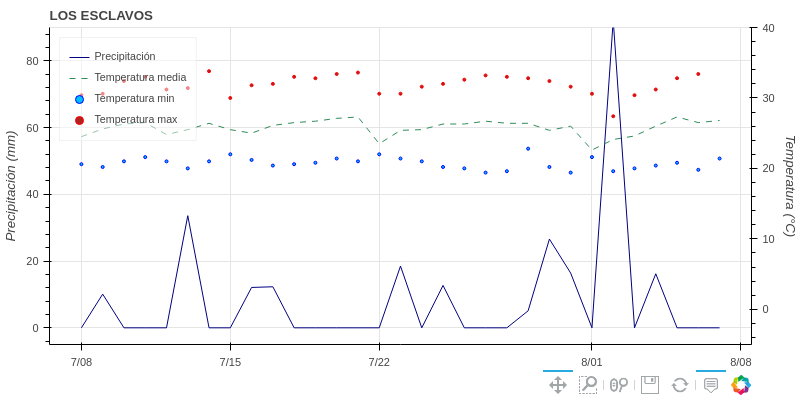 LOS ESCLAVOS
Precipitación
Temperatura media
Temperatura min
Temperatura max
Precipitación (mm)
80
60
40
20
0
Temperatura (°C)
40
30
20
10
0
7/08
7/15
7/22
8/01
8/08